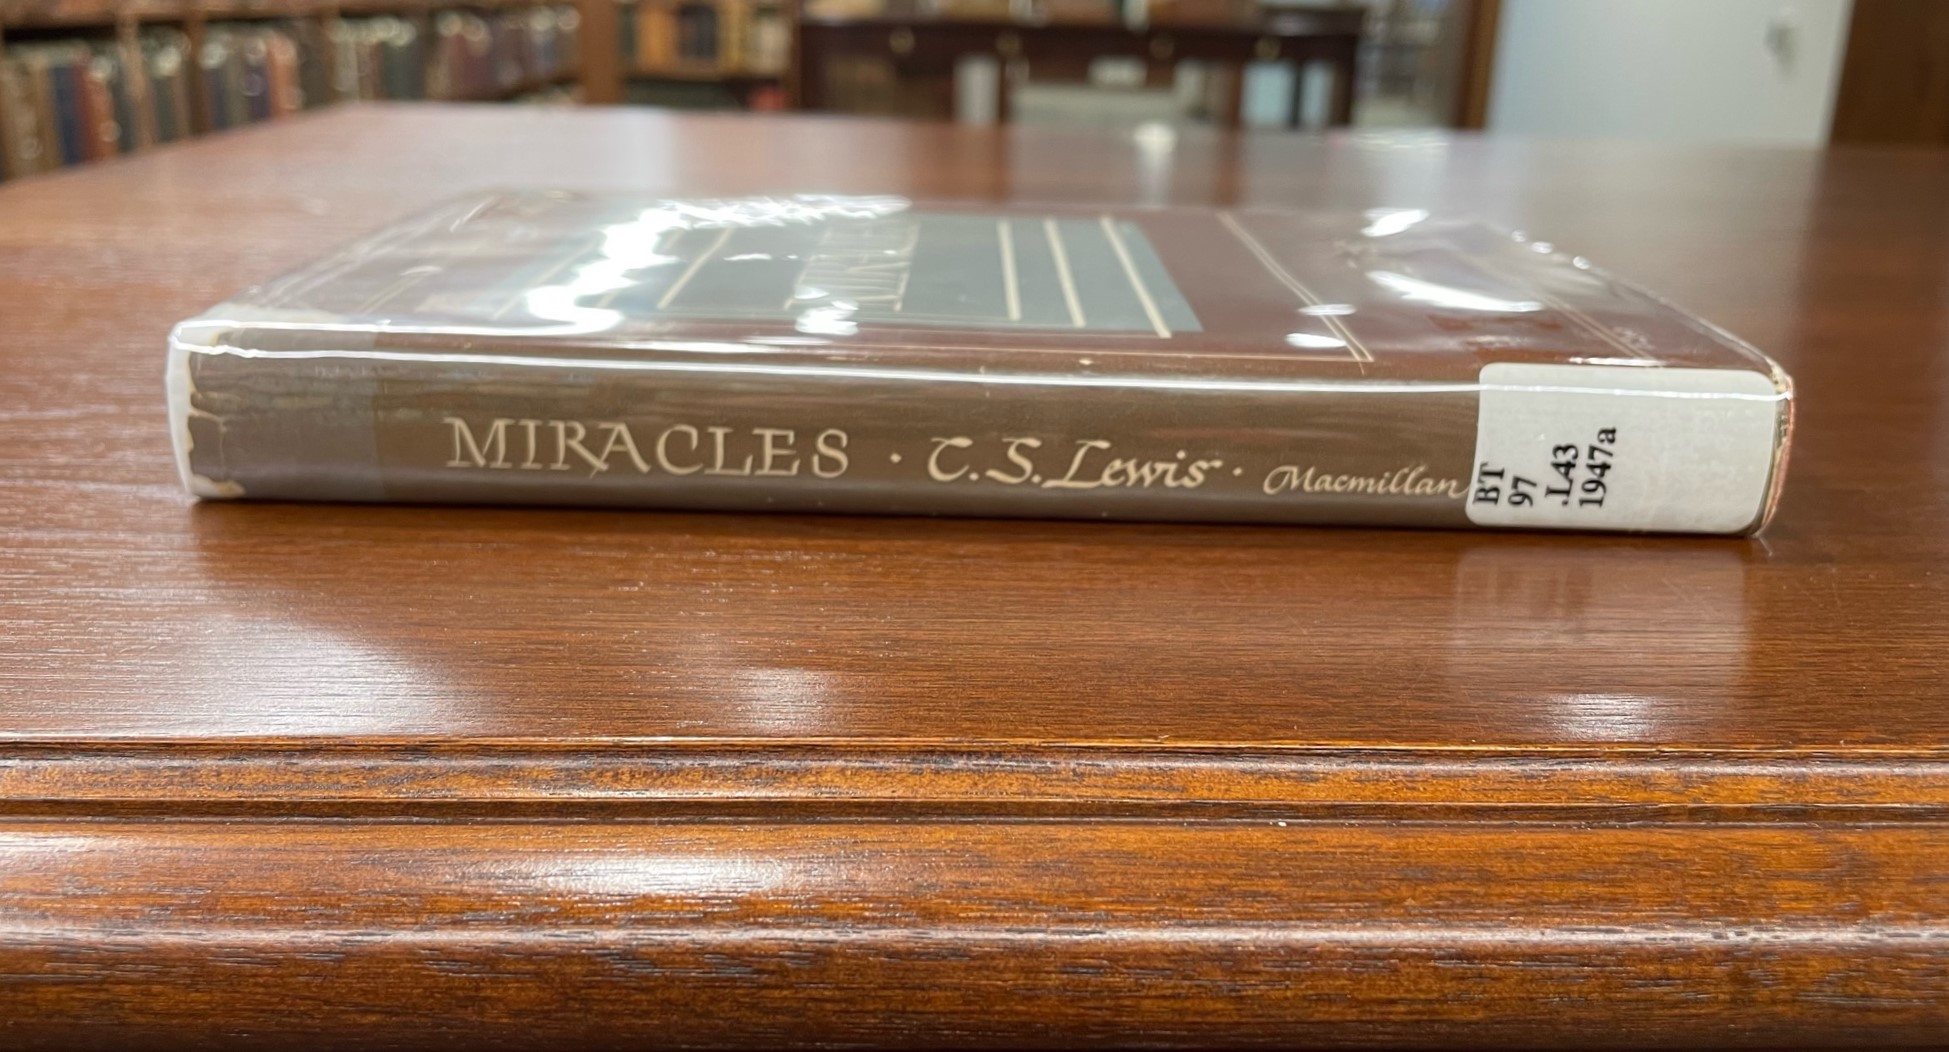 MIRACLES · C.S. Lewis · Macmillan
BT
97
.L43
1947a